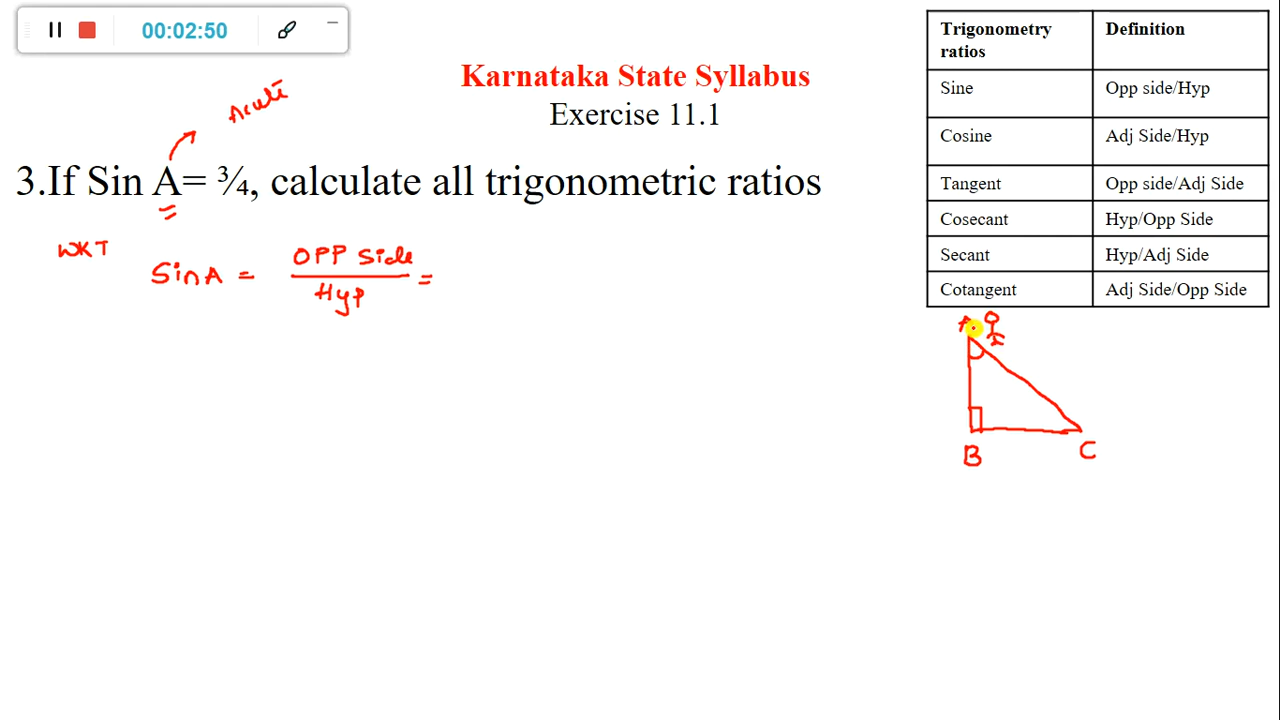 00:02:50
Karnataka State Syllabus
Exercise 11.1
Acute
3.If Sin A= ¾, calculate all trigonometric ratios
WKT
SinA = OPP Side =
Hyp
Trigonometry ratios Definition
Sine Opp side/Hyp
Cosine Adj Side/Hyp
Tangent Opp side/Adj Side
Cosecant Hyp/Opp Side
Secant Hyp/Adj Side
Cotangent Adj Side/Opp Side
A
B C